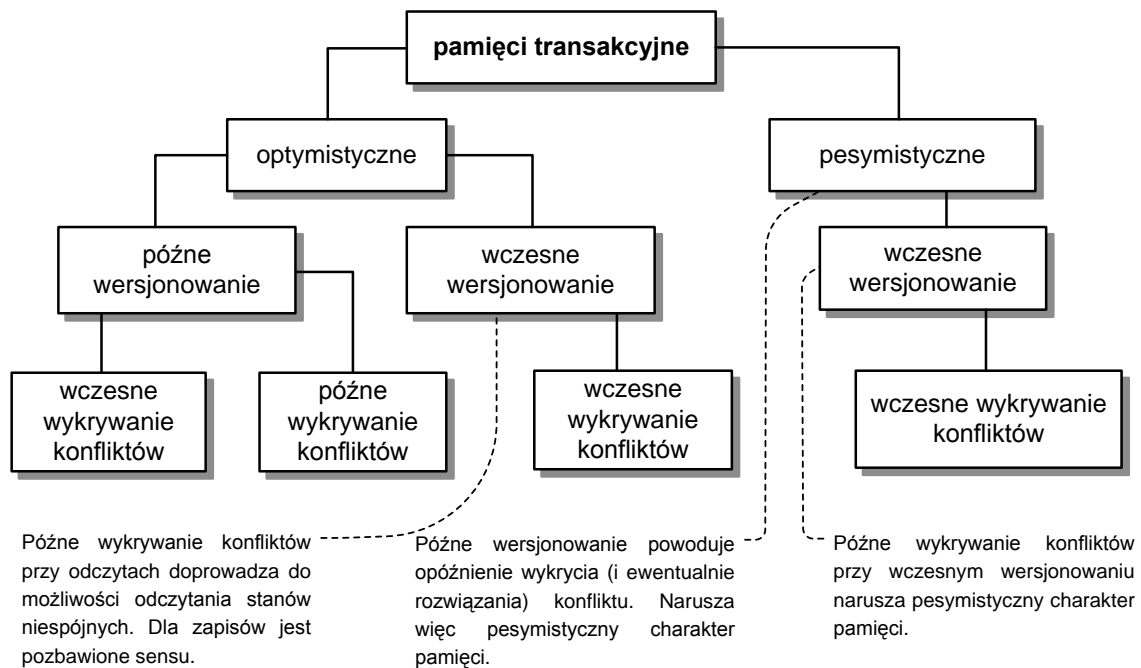 pamięci transakcyjne
optymistyczne
pesymistyczne
późne
wersjonowanie
wczesne
wersjonowanie
wczesne
wersjonowanie
wczesne
wykrywanie
konfliktów
późne
wykrywanie
konfliktów
wczesne
wykrywanie
konfliktów
wczesne wykrywanie
konfliktów
Późne wykrywanie konfliktów
przy odczytach doprowadza do
możliwości odczytania stanów
niespójnych. Dla zapisów jest
pozbawione sensu.
Późne wersjonowanie powoduje
opóźnienie wykrycia (i ewentualnie
rozwiązania) konfliktu. Narusza
więc pesymistyczny charakter
pamięci.
Późne wykrywanie konfliktów
przy wczesnym wersjonowaniu
narusza pesymistyczny charakter
pamięci.